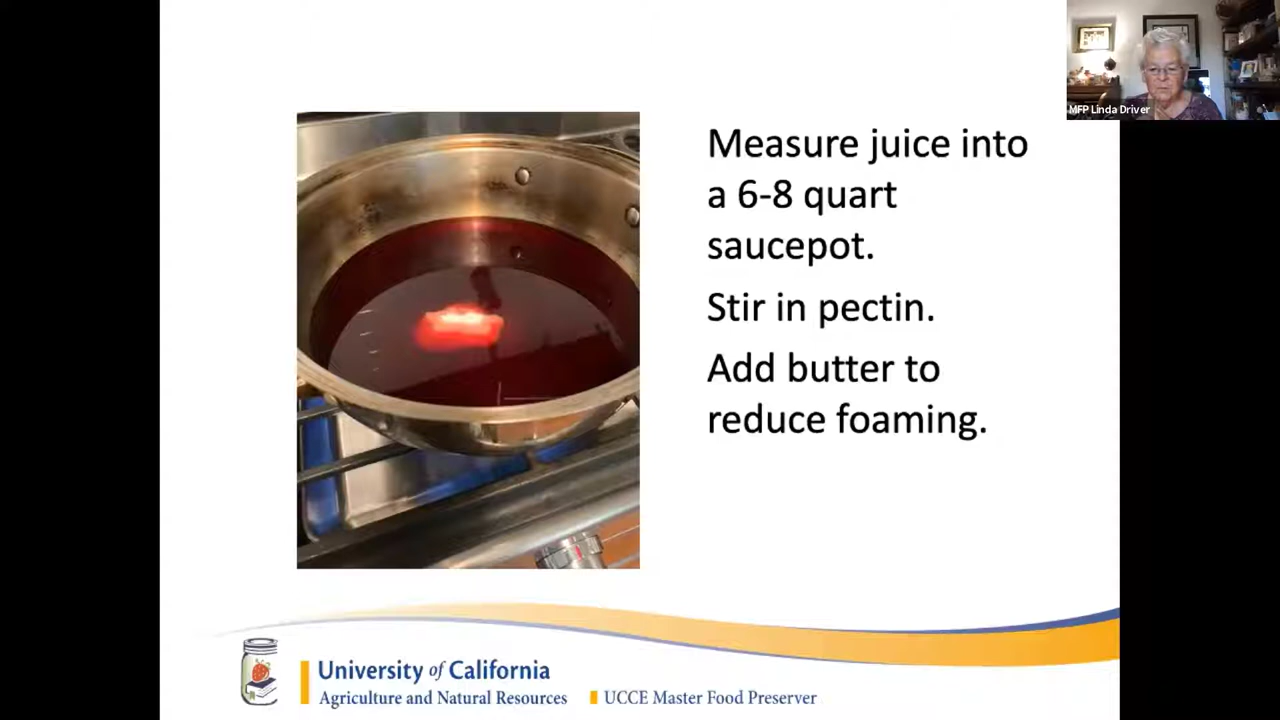 MFP Linda Driver
Measure juice into
a 6-8 quart
saucepot.
Stir in pectin.
Add butter to
reduce foaming.
University of California
Agriculture and Natural Resources
UCCE Master Food Preserver